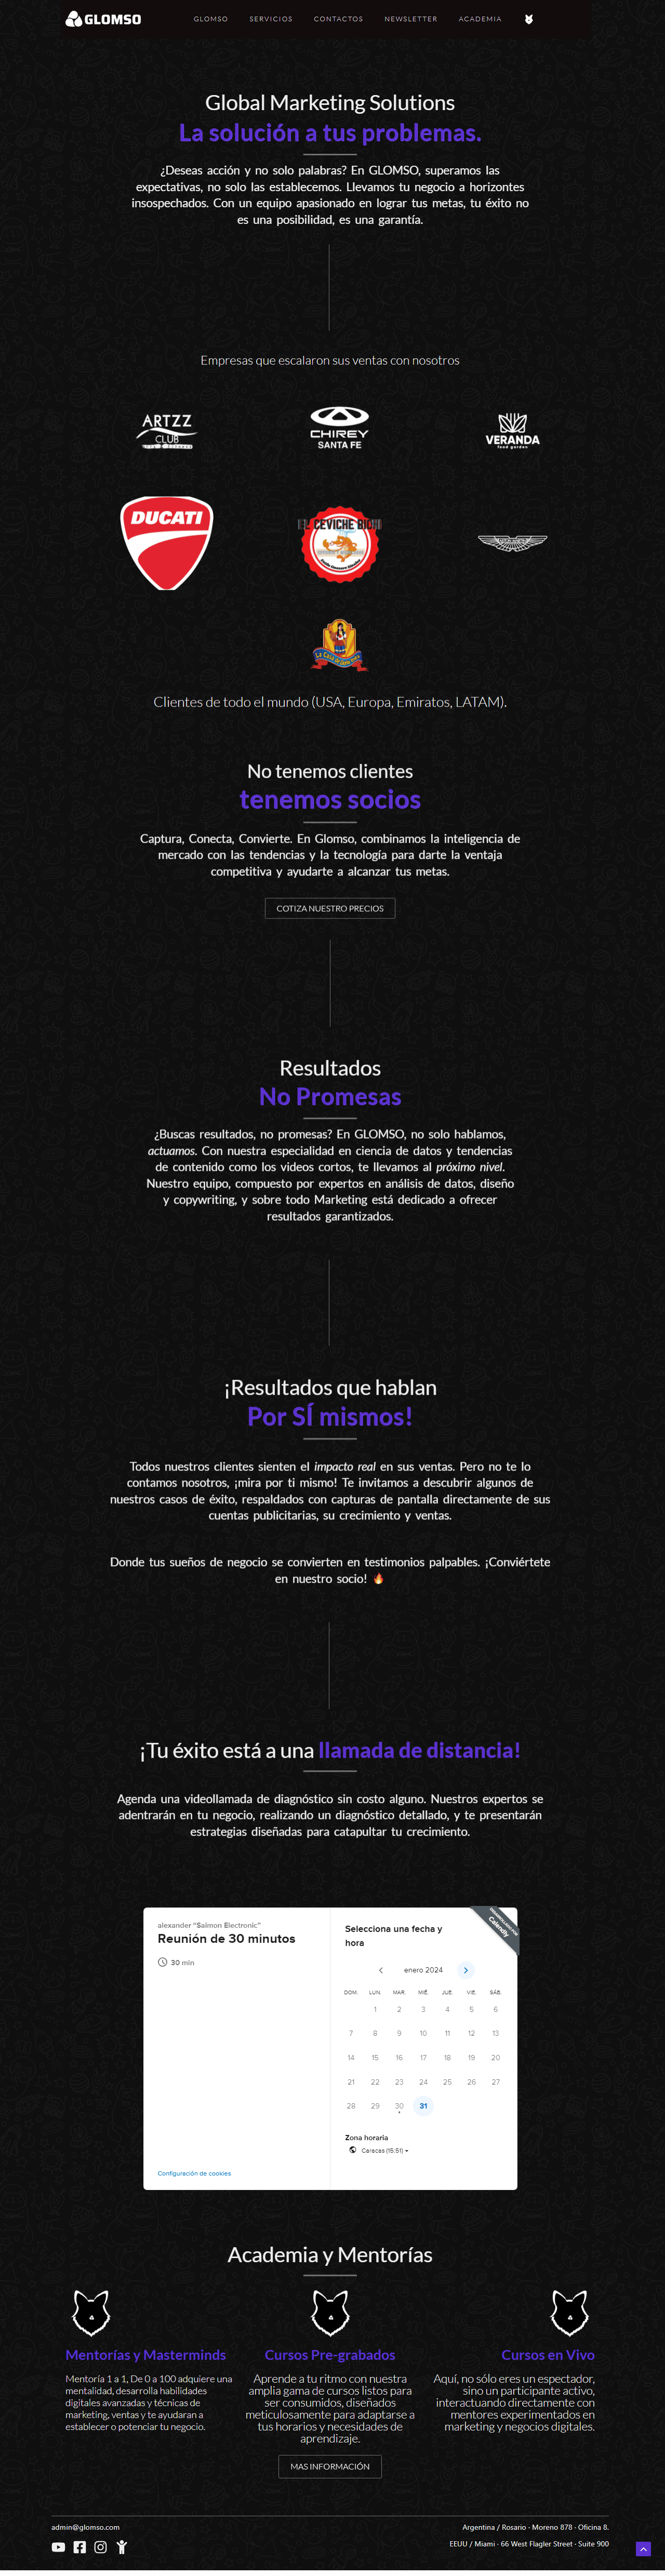 GLOMSO
GLOMSO SERVICIOS CONTACTOS NEWSLETTER ACADEMIA
Global Marketing Solutions
La solución a tus problemas.
¿Deseas acción y no solo palabras? En GLOMSO, superamos las
expectativas, no solo las establecemos. Llevamos tu negocio a horizontes
insospechados. Con un equipo apasionado en lograr tus metas, tu éxito no
es una posibilidad, es una garantía.
Empresas que escalaron sus ventas con nosotros
ARTZZ
CLUB
CHIREY
SANTA FE
VERANDA
food garden
DUCATI
EL CEVICHE
Clientes de todo el mundo (USA, Europa, Emiratos, LATAM).
No tenemos clientes
tenemos socios
Captura, Conecta, Convierte. En Glomso, combinamos la inteligencia de
mercado con las tendencias y la tecnología para darte la ventaja
competitiva y ayudarte a alcanzar tus metas.
COTIZA NUESTRO PRECIOS
Resultados
No Promesas
¿Buscas resultados, no promesas? En GLOMSO, no solo hablamos,
actuamos. Con nuestra especialidad en ciencia de datos y tendencias
de contenido como los videos cortos, te llevamos al próximo nivel.
Nuestro equipo, compuesto por expertos en análisis de datos, diseño
y copywriting, y sobre todo Marketing está dedicado a ofrecer
resultados garantizados.
¡Resultados que hablan
Por SÍ mismos!
Todos nuestros clientes sienten el impacto real en sus ventas. Pero no te lo
contamos nosotros, ¡mira por ti mismo! Te invitamos a descubrir algunos de
nuestros casos de éxito, respaldados con capturas de pantalla directamente de sus
cuentas publicitarias, su crecimiento y ventas.
Donde tus sueños de negocio se convierten en testimonios palpables. ¡Conviértete
en nuestro socio! 🔥
¡Tu éxito está a una llamada de distancia!
Agenda una videollamada de diagnóstico sin costo alguno. Nuestros expertos se
adentrarán en tu negocio, realizando un diagnóstico detallado, y te presentarán
estrategias diseñadas para catapultar tu crecimiento.
alexander "Saimon Electronic"
Reunión de 30 minutos
30 min
Configuración de cookies
Calendly
Selecciona una fecha y
hora
enero 2024
DOM. LUN. MAR. MIÉ. JUE. VIE. SÁB.
1 2 3 4 5 6
7 8 9 10 11 12 13
14 15 16 17 18 19 20
21 22 23 24 25 26 27
28 29 30 31
Zona horaria
Caracas (15:51)
Academia y Mentorías
Mentorías y Masterminds
Mentoría 1 a 1, De 0 a 100 adquiere una
mentalidad, desarrolla habilidades
digitales avanzadas y técnicas de
marketing, ventas y te ayudaran a
establecer o potenciar tu negocio.
Cursos Pre-grabados
Aprende a tu ritmo con nuestra
amplia gama de cursos listos para
ser consumidos, diseñados
meticulosamente para adaptarse a
tus horarios y necesidades de
aprendizaje.
Cursos en Vivo
Aquí, no sólo eres un espectador,
sino un participante activo,
interactuando directamente con
mentores experimentados en
marketing y negocios digitales.
MAS INFORMACIÓN
admin@glomso.com
Argentina / Rosario - Moreno 878 - Oficina 8.
EEUU / Miami - 66 West Flagler Street - Suite 900